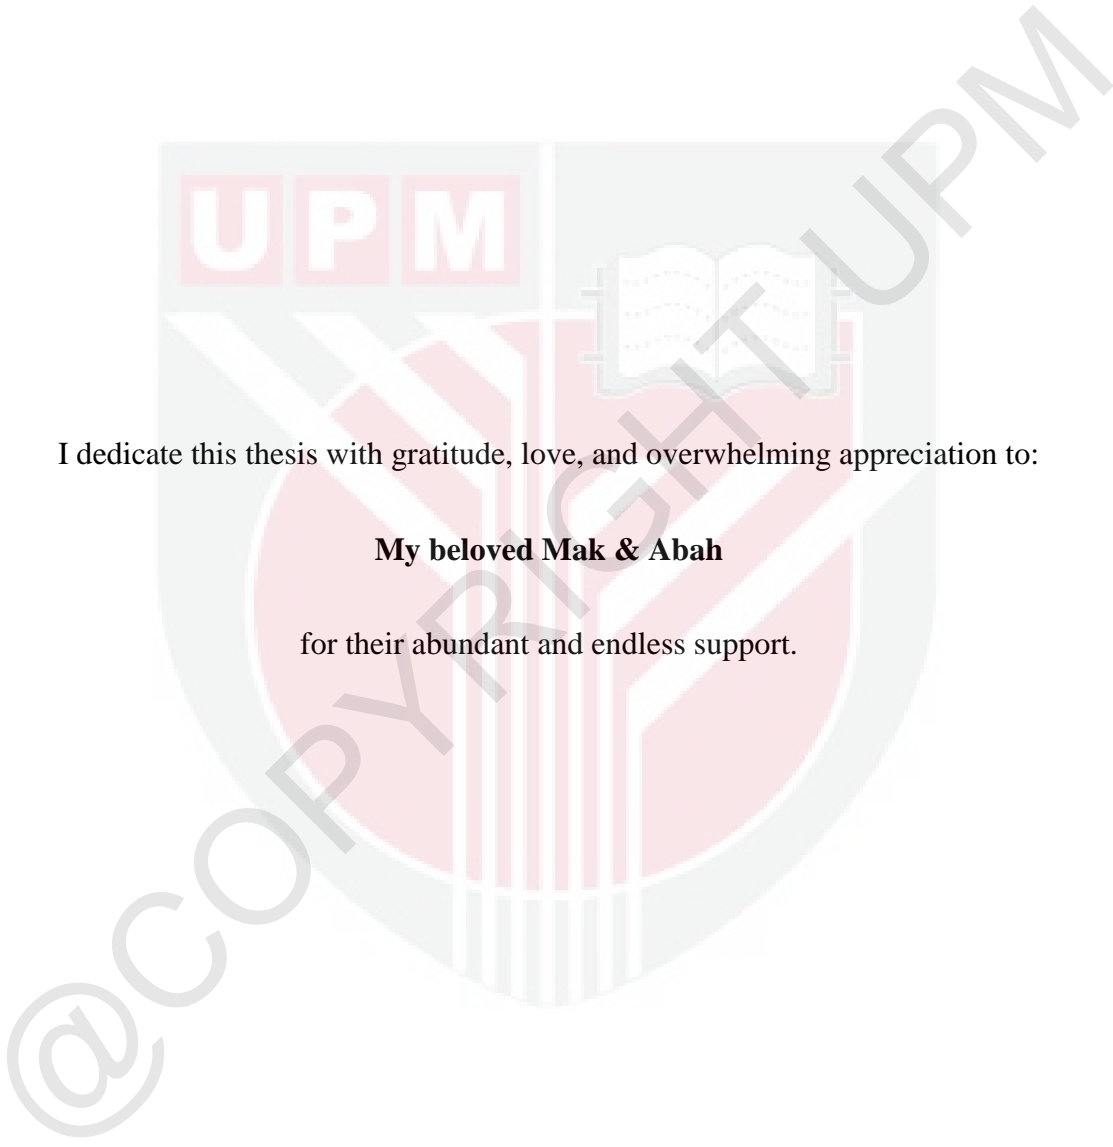 UPM
I dedicate this thesis with gratitude, love, and overwhelming appreciation to:
My beloved Mak & Abah
for their abundant and endless support.
@COPYRIGHT UPM